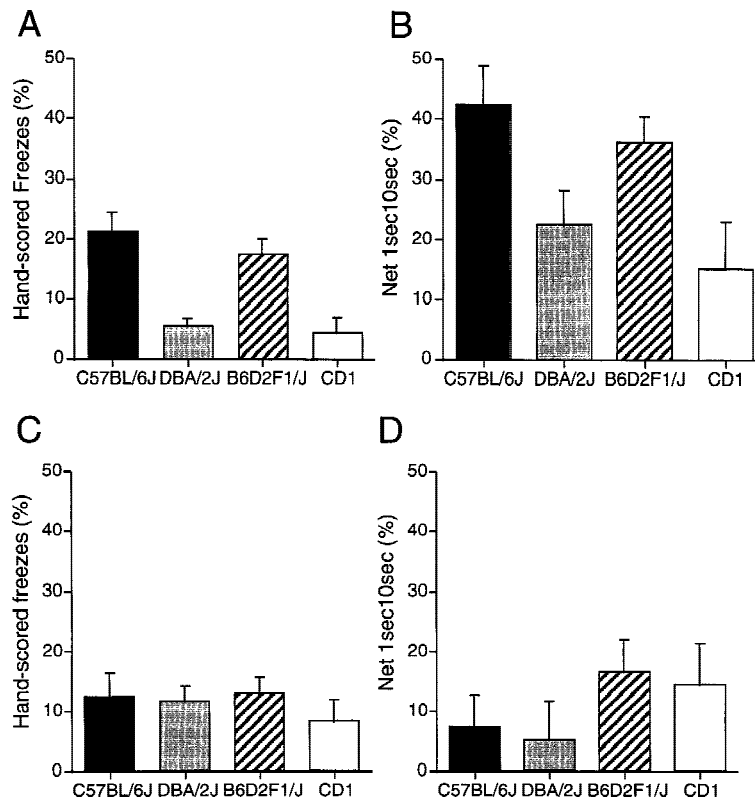 A
Hand-scored Freezes (%)
50
40
30
20
10
0
C57BL/6J DBA/2J B6D2F1/J CD1
B
Net 1sec10sec (%)
50
40
30
20
10
0
C57BL/6J DBA/2J B6D2F1/J CD1
C
Hand-scored freezes (%)
50
40
30
20
10
0
C57BL/6J DBA/2J B6D2F1/J CD1
D
Net 1sec10sec (%)
50
40
30
20
10
0
C57BL/6J DBA/2J B6D2F1/J CD1